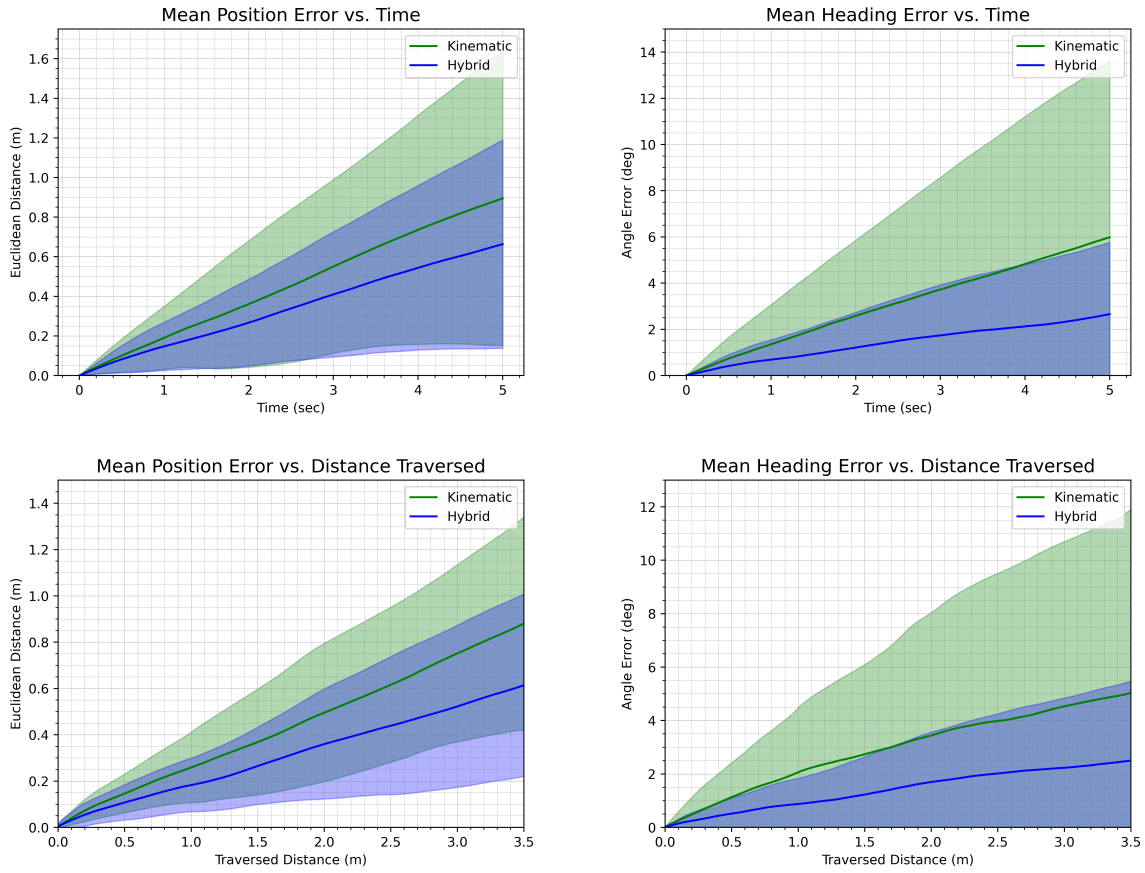 Mean Position Error vs. Time
Kinematic
Hybrid
Euclidean Distance (m)
1.6
1.4
1.2
1.0
0.8
0.6
0.4
0.2
0.0
0 1 2 3 4 5
Time (sec)
Mean Heading Error vs. Time
Kinematic
Hybrid
Angle Error (deg)
14
12
10
8
6
4
2
0
0 1 2 3 4 5
Time (sec)
Mean Position Error vs. Distance Traversed
Kinematic
Hybrid
Euclidean Distance (m)
1.4
1.2
1.0
0.8
0.6
0.4
0.2
0.0
0.0 0.5 1.0 1.5 2.0 2.5 3.0 3.5
Traversed Distance (m)
Mean Heading Error vs. Distance Traversed
Kinematic
Hybrid
Angle Error (deg)
12
10
8
6
4
2
0
0.0 0.5 1.0 1.5 2.0 2.5 3.0 3.5
Traversed Distance (m)